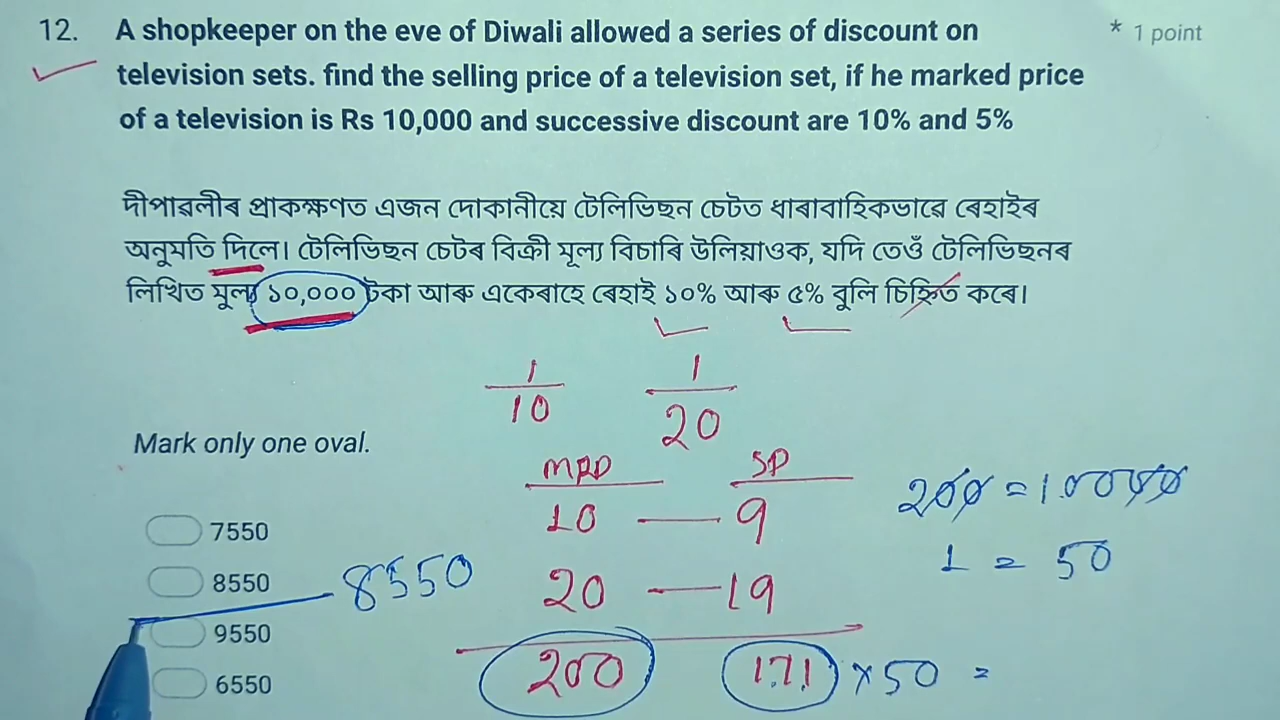 12. A shopkeeper on the eve of Diwali allowed a series of discount on * 1 point
television sets. find the selling price of a television set, if he marked price
of a television is Rs 10,000 and successive discount are 10% and 5%
দীপাৱলীৰ প্ৰাকক্ষণত এজন দোকানীয়ে টেলিভিছন চেটত ধাৰাবাহিকভাৱে ৰেহাইৰ
অনুমতি দিলে। টেলিভিছন চেটৰ বিক্ৰী মূল্য বিচাৰি উলিয়াওক, যদি তেওঁ টেলিভিছনৰ
লিখিত মূল্য ১০,০০০ টকা আৰু একেৰাহে ৰেহাই ১০% আৰু ৫% বুলি চিহ্নিত কৰে।
1/10 1/20
Mark only one oval.
MRP SP
10 — 9 200 = 10000
7550
1 = 50
8550 8550
20 — 19
9550
6550
200 171 x 50 =